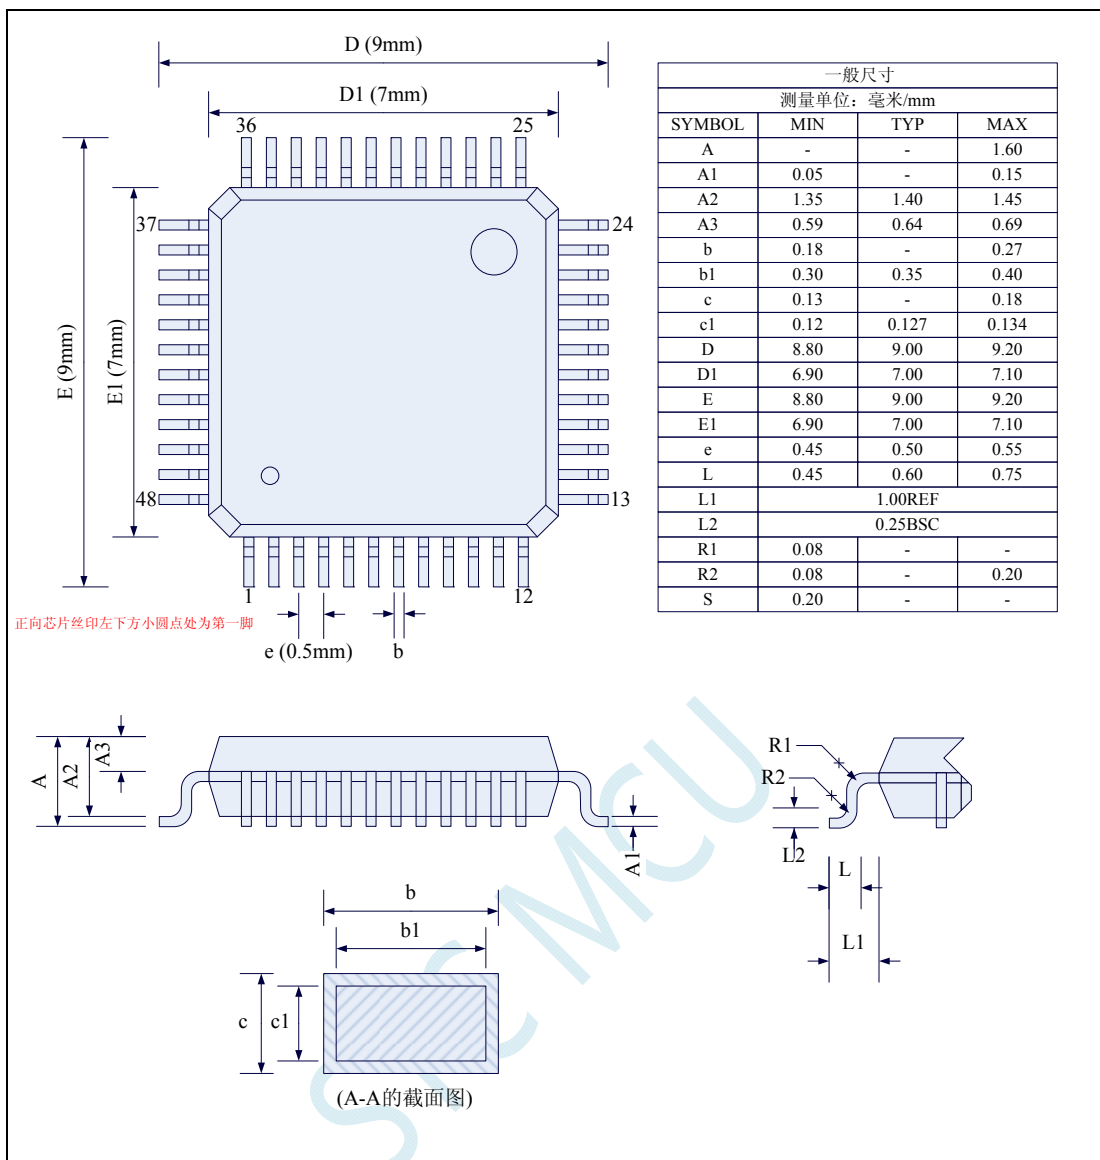 D (9mm)
D1 (7mm)
36
25
37
24
E (9mm)
E1 (7mm)
48
13
1
12
正向芯片丝印左下方小圆点处为第一脚
e (0.5mm)
b
一般尺寸
测量单位：毫米/mm
SYMBOL MIN TYP MAX
A - - 1.60
A1 0.05 - 0.15
A2 1.35 1.40 1.45
A3 0.59 0.64 0.69
b 0.18 - 0.27
b1 0.30 0.35 0.40
c 0.13 - 0.18
c1 0.12 0.127 0.134
D 8.80 9.00 9.20
D1 6.90 7.00 7.10
E 8.80 9.00 9.20
E1 6.90 7.00 7.10
e 0.45 0.50 0.55
L 0.45 0.60 0.75
L1 1.00REF
L2 0.25BSC
R1 0.08 - -
R2 0.08 - 0.20
S 0.20 - -
A
A2
A3
A1
R1
R2
L2
L
L1
b
b1
c
c1
(A-A的截面图)
STC MCU